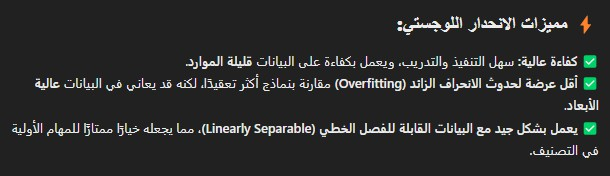 ⚡ مميزات الانحدار اللوجستي:
✅ كفاءة عالية: سهل التنفيذ والتدريب، ويعمل بكفاءة على البيانات قليلة الموارد.
✅ أقل عرضة لحدوث الانحراف الزائد (Overfitting) مقارنة بنماذج أكثر تعقيدًا، لكنه قد يعاني في البيانات عالية
الأبعاد.
✅ يعمل بشكل جيد مع البيانات القابلة للفصل الخطي (Linearly Separable)، مما يجعله خيارًا ممتازًا للمهام الأولية
في التصنيف.